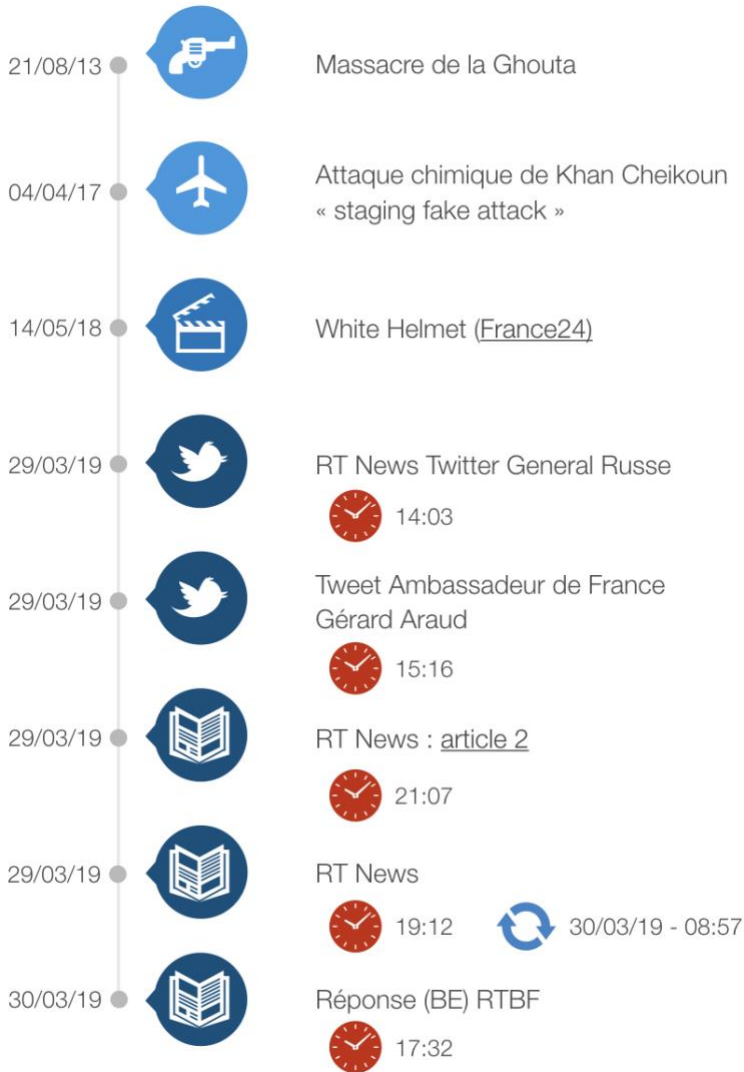 21/08/13 Massacre de la Ghouta
04/04/17 Attaque chimique de Khan Cheikoun
« staging fake attack »
14/05/18 White Helmet (France24)
29/03/19 RT News Twitter General Russe
14:03
29/03/19 Tweet Ambassadeur de France
Gérard Araud
15:16
29/03/19 RT News : article 2
21:07
29/03/19 RT News
19:12 30/03/19 - 08:57
30/03/19 Réponse (BE) RTBF
17:32